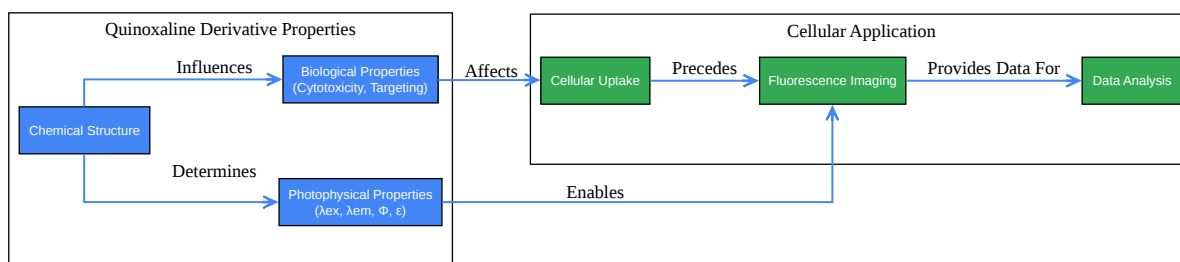 Quinoxaline Derivative Properties
Cellular Application
Influences
Biological Properties
(Cytotoxicity, Targeting)
Affects
Cellular Uptake
Precedes
Fluorescence Imaging
Provides Data For
Data Analysis
Chemical Structure
Determines
Photophysical Properties
(λex, λem, Φ, ε)
Enables